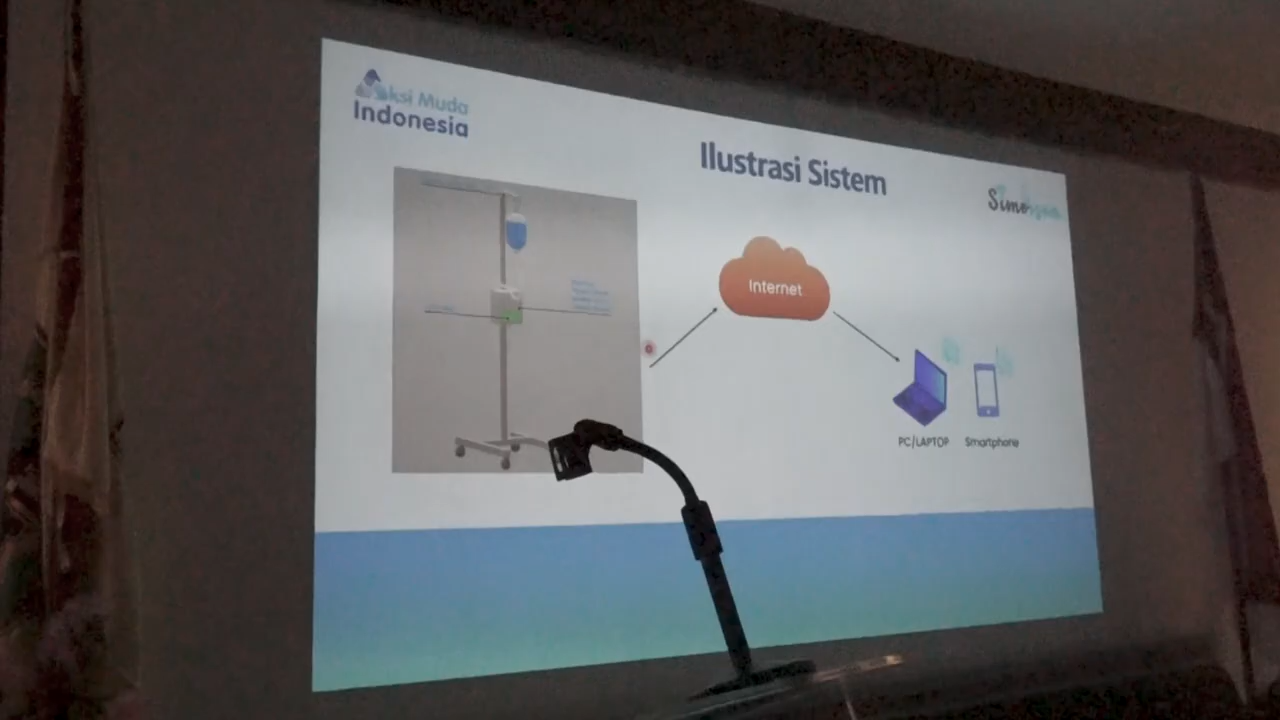 Aksi Muda
Indonesia
Ilustrasi Sistem
Internet
PC/LAPTOP
Smartphone